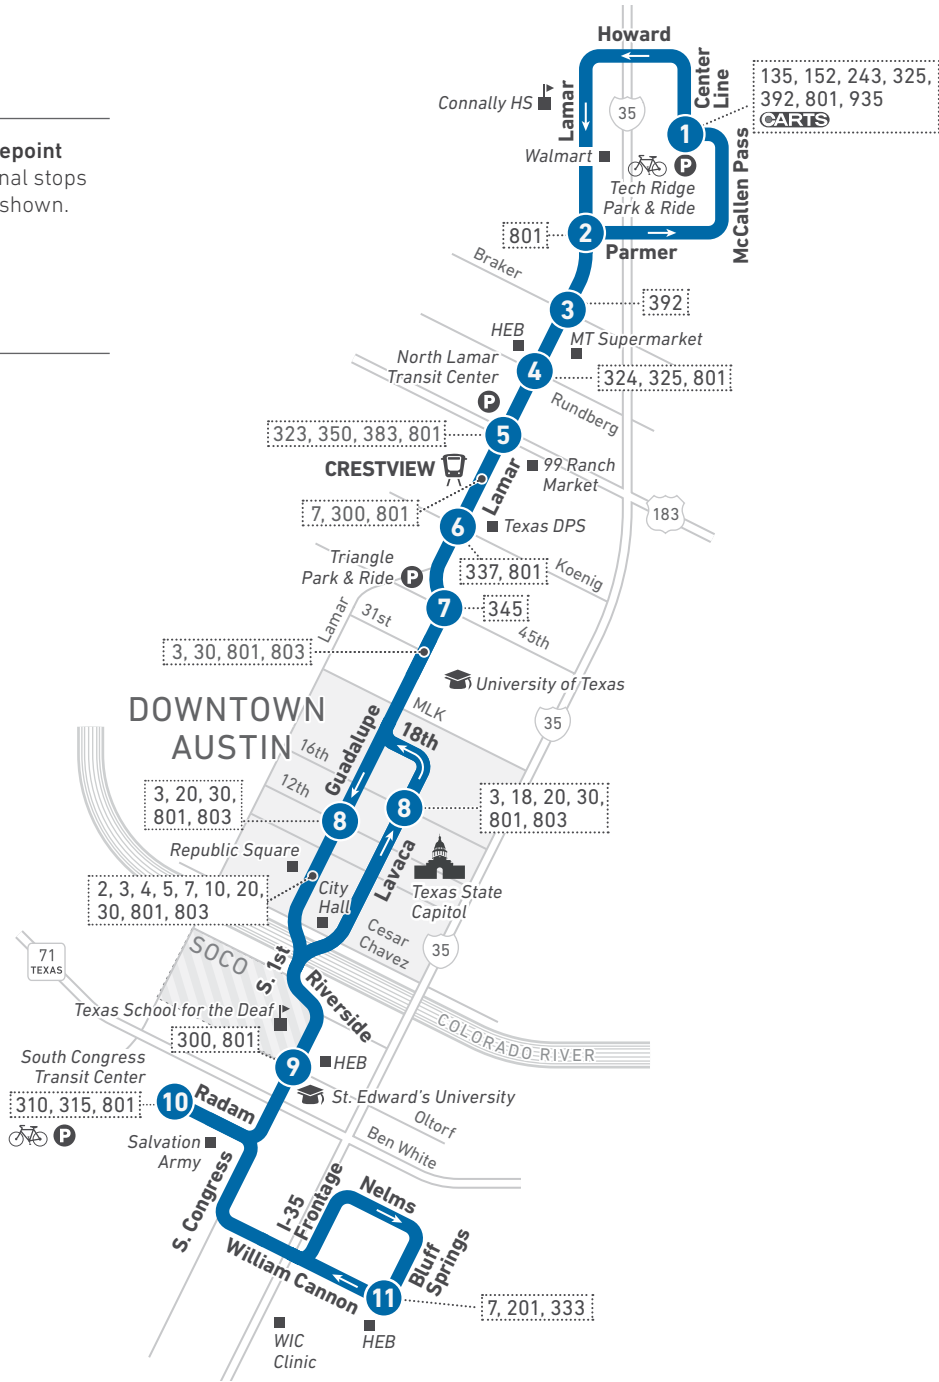 Howard
Center
Line
135, 152, 243, 325,
392, 801, 935
CARTS
Lamar
Connally HS
35
1
Walmart
P
Tech Ridge
Park & Ride
McCallen Pass
epoint
nal stops
shown.
801
2
Parmer
Braker
3
392
HEB
MT Supermarket
North Lamar
Transit Center
4
324, 325, 801
P
Rundberg
323, 350, 383, 801
5
CRESTVIEW
99 Ranch
Market
Lamar
7, 300, 801
183
6
Texas DPS
Triangle
Park & Ride
P
337, 801
Koenig
7
345
Lamar
31st
45th
3, 30, 801, 803
University of Texas
DOWNTOWN
AUSTIN
MLK
35
18th
Guadalupe
16th
12th
3, 20, 30,
801, 803
8
8
3, 18, 20, 30,
801, 803
Republic Square
Lavaca
City
Hall
Texas State
Capitol
2, 3, 4, 5, 7, 10, 20,
30, 801, 803
Cesar
Chavez
35
71
TEXAS
SOCO
S. 1st
Riverside
Texas School for the Deaf
COLORADO RIVER
300, 801
9
HEB
South Congress
Transit Center
310, 315, 801
10
Radam
St. Edward's University
Oltorf
P
Salvation
Army
Ben White
S. Congress
I-35
Frontage
Nelms
Bluff
Springs
William Cannon
11
7, 201, 333
WIC
Clinic
HEB